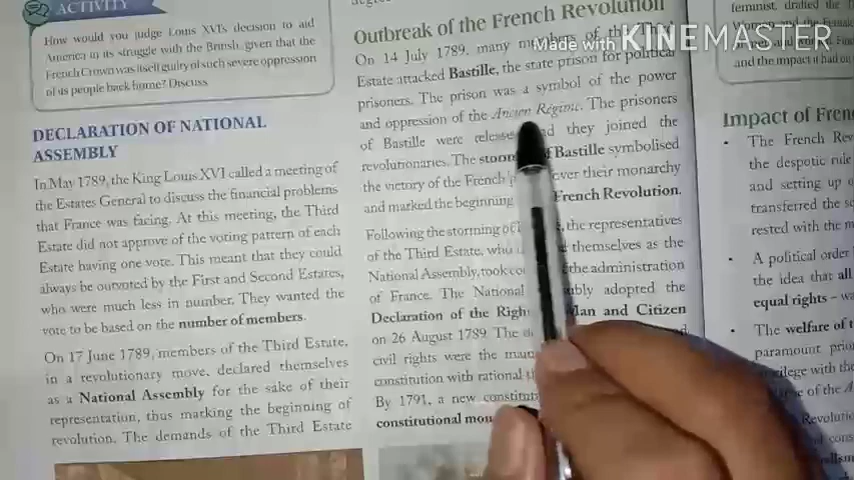 ACTIVITY
How would you judge Louis XVI's decision to aid
America in its struggle with the British, given that the
French Crown was itself guilty of such severe oppression
of its people back home? Discuss
DECLARATION OF NATIONAL
ASSEMBLY
In May 1789, the King Louis XVI called a meeting of
the Estates General to discuss the financial problems
that France was facing. At this meeting, the Third
Estate did not approve of the voting pattern of each
Estate having one vote. This meant that they could
always be outvoted by the First and Second Estates,
who were much less in number. They wanted the
vote to be based on the number of members.
On 17 June 1789, members of the Third Estate,
in a revolutionary move, declared themselves
as a National Assembly for the sake of their
representation, thus marking the beginning of
revolution. The demands of the Third Estate
Outbreak of the French Revolution
On 14 July 1789, many members of the
Estate attacked Bastille, the state prison for political
prisoners. The prison was a symbol of the power
and oppression of the Ancien Régime. The prisoners
of Bastille were released and they joined the
revolutionaries. The of Bastille symbolised
the victory of the French over their monarchy
and marked the beginning French Revolution.
Following the storming of the representatives
of the Third Estate, who themselves as the
National Assembly, took the administration
of France. The National adopted the
Declaration of the Man and Citizen
on 26 August 1789. The
civil rights were the
constitution with rational
By 1791, a new
constitutional
feminist, drafted the
and the impact it had
Impact of
The French
the despotic rule
and setting up
transferred the
rested with the
A political order
the idea that all
equal rights –
The welfare of
paramount
of the
Made with KINEMASTER